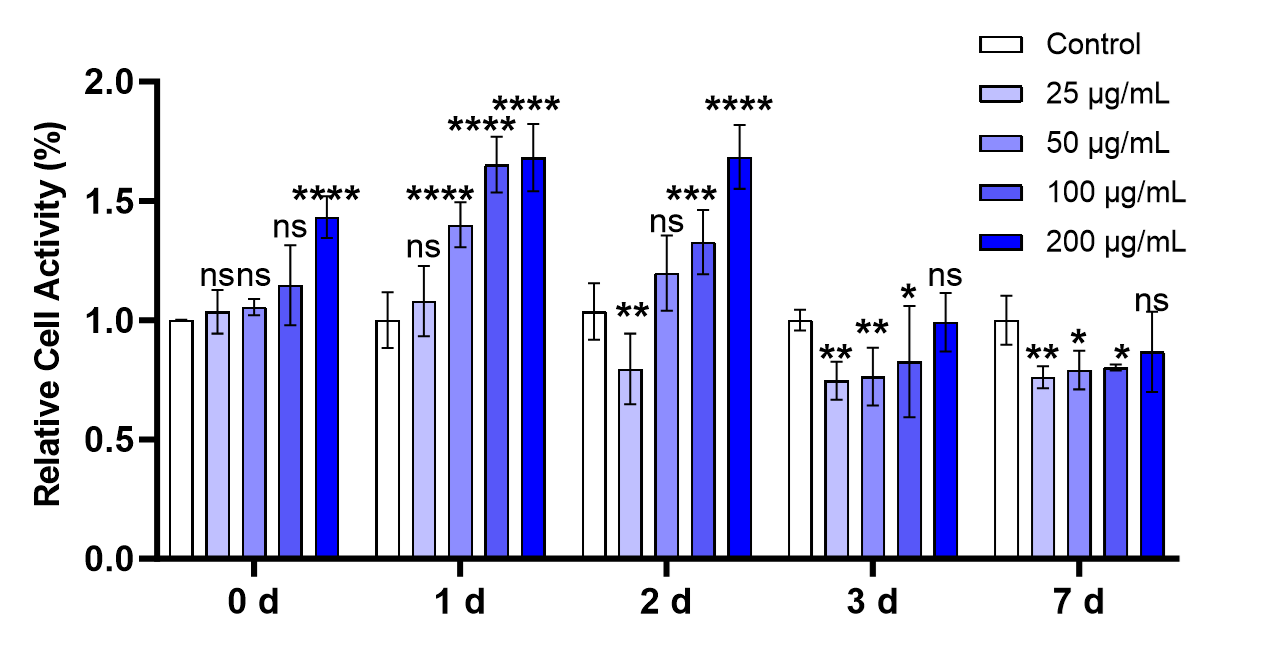 Control
25 µg/mL
50 µg/mL
100 µg/mL
200 µg/mL
Relative Cell Activity (%)
2.0
1.5
1.0
0.5
0.0
ns ns ns ****
ns **** **** ****
** ns *** ****
** ** * ns
** * * ns
0 d 1 d 2 d 3 d 7 d